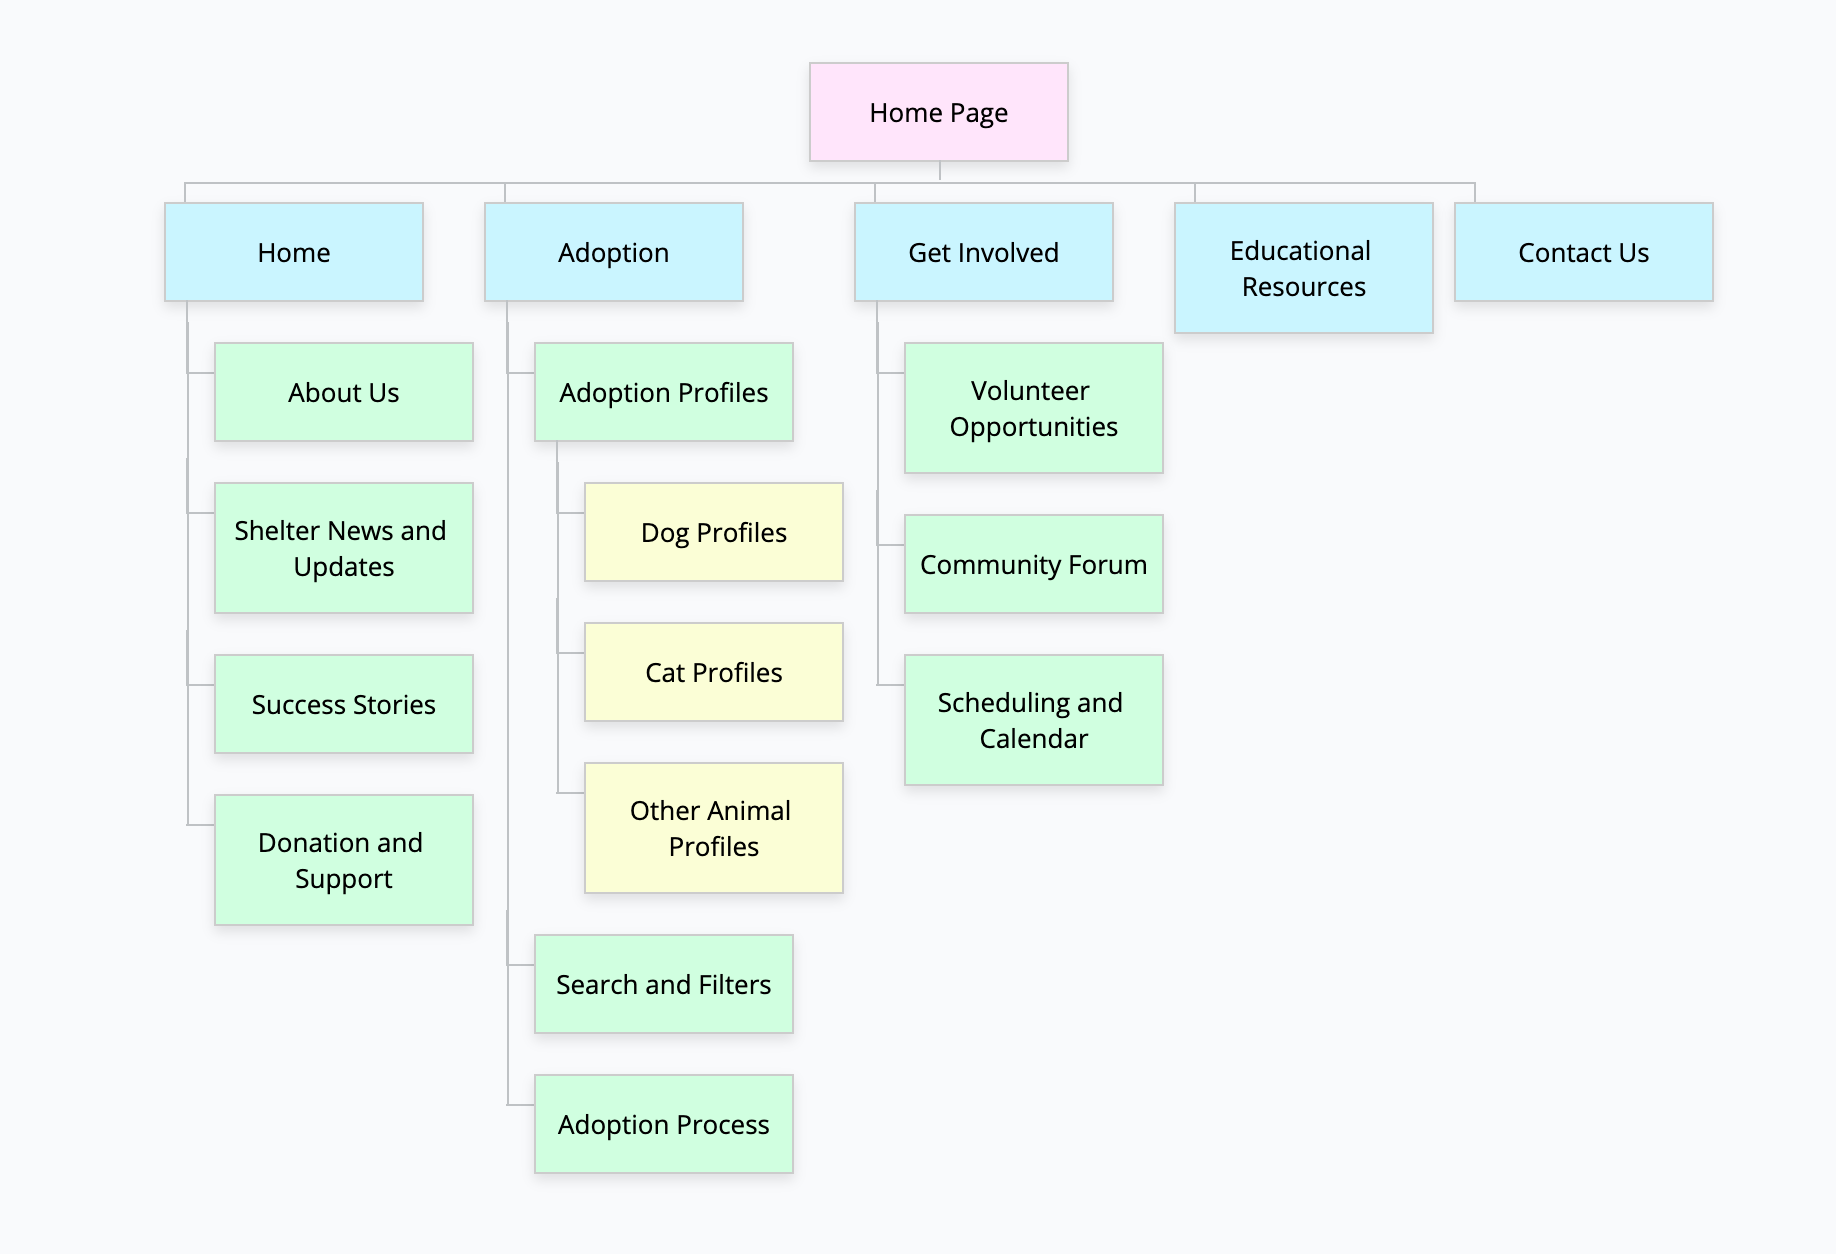 Home Page
Home
Adoption
Get Involved
Educational
Resources
Contact Us
About Us
Shelter News and
Updates
Success Stories
Donation and
Support
Adoption Profiles
Dog Profiles
Cat Profiles
Other Animal
Profiles
Search and Filters
Adoption Process
Volunteer
Opportunities
Community Forum
Scheduling and
Calendar